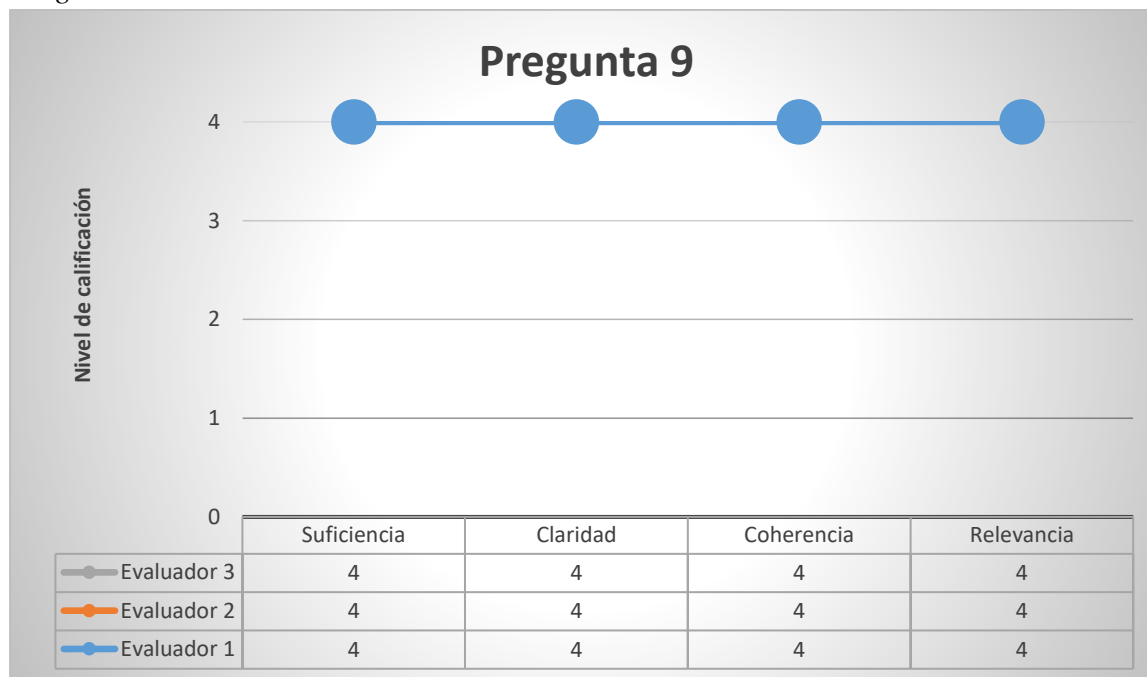 Pregunta 9
Nivel de calificación
4
3
2
1
0
Suficiencia Claridad Coherencia Relevancia
Evaluador 3 4 4 4 4
Evaluador 2 4 4 4 4
Evaluador 1 4 4 4 4